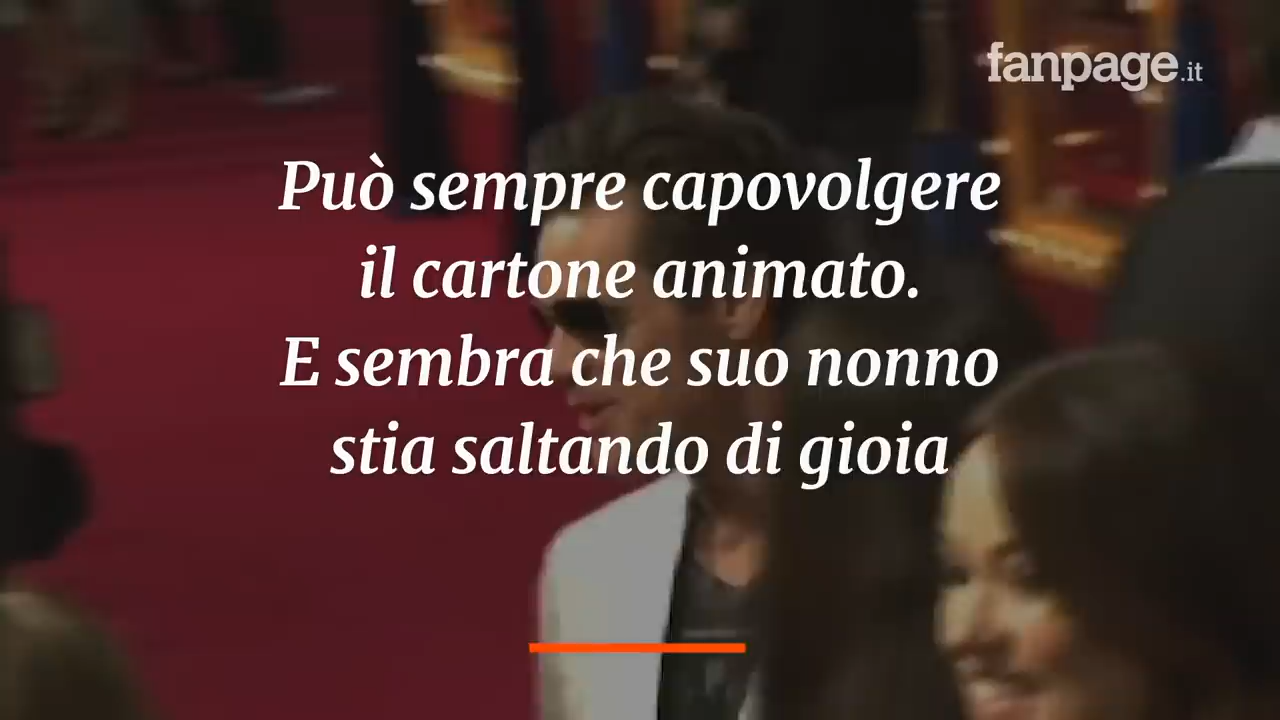 fanpage.it
Può sempre capovolgere
il cartone animato.
E sembra che suo nonno
stia saltando di gioia